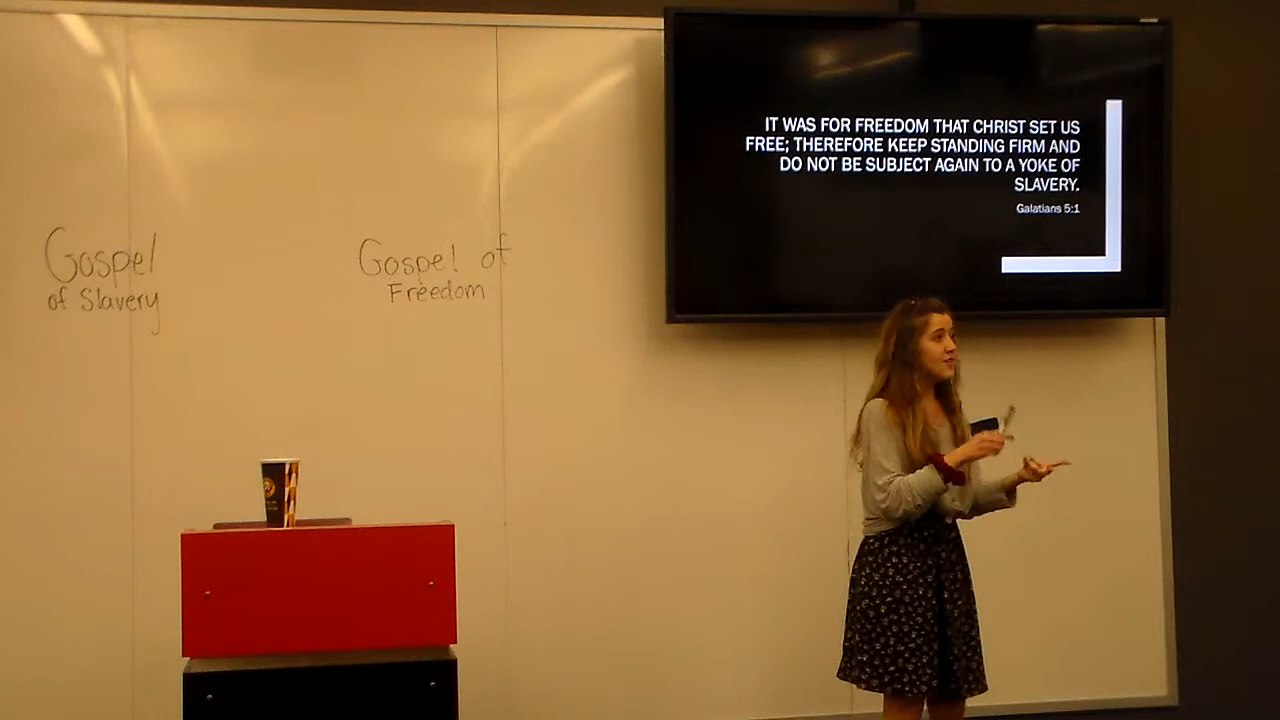 Gospel
of Slavery
Gospel of
Freedom
IT WAS FOR FREEDOM THAT CHRIST SET US
FREE; THEREFORE KEEP STANDING FIRM AND
DO NOT BE SUBJECT AGAIN TO A YOKE OF
SLAVERY.
Galatians 5:1